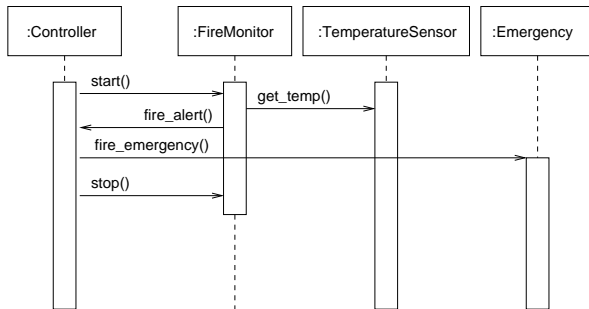 :Controller
:FireMonitor
:TemperatureSensor
:Emergency
start()
get_temp()
fire_alert()
fire_emergency()
stop()